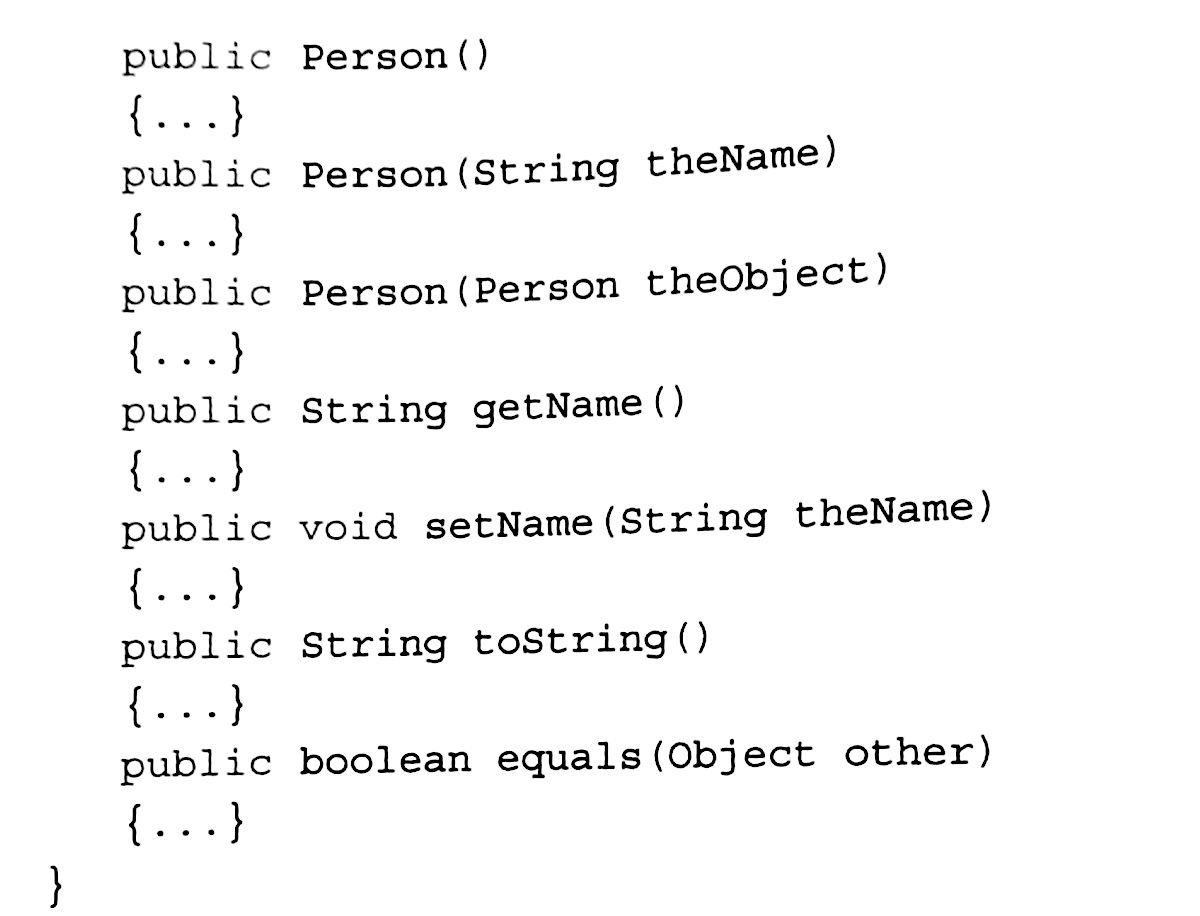 public Person()
{...}
public Person(String theName)
{...}
public Person(Person theObject)
{...}
public String getName()
{...}
public void setName(String theName)
{...}
public String toString()
{...}
public boolean equals(Object other)
{...}
}